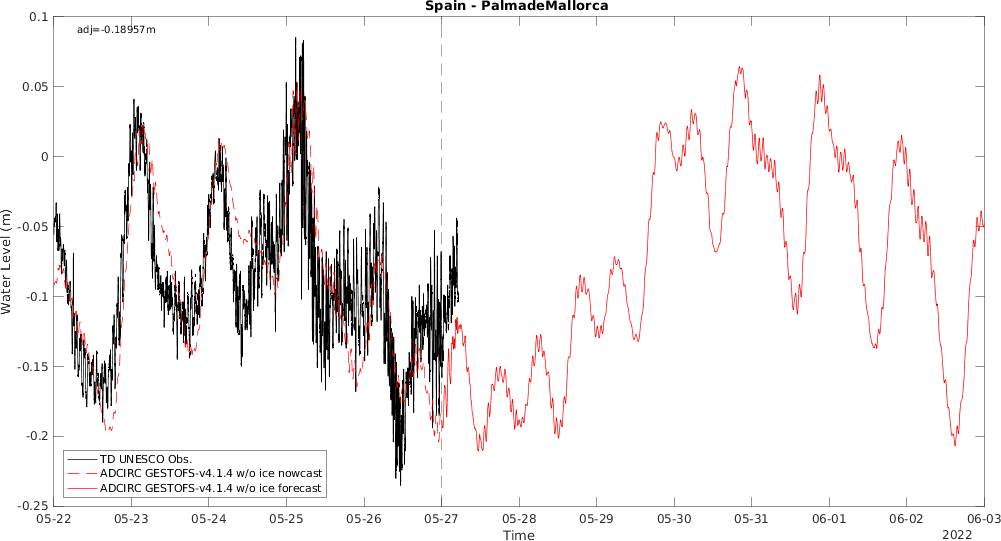 Spain - PalmadeMallorca
adj=-0.18957m
0.1
0.05
0
-0.05
-0.1
-0.15
-0.2
-0.25
Water Level (m)
TD UNESCO Obs.
ADCIRC GESTOFS-v4.1.4 w/o ice nowcast
ADCIRC GESTOFS-v4.1.4 w/o ice forecast
05-22 05-23 05-24 05-25 05-26 05-27 05-28 05-29 05-30 05-31 06-01 06-02 06-03
Time
2022